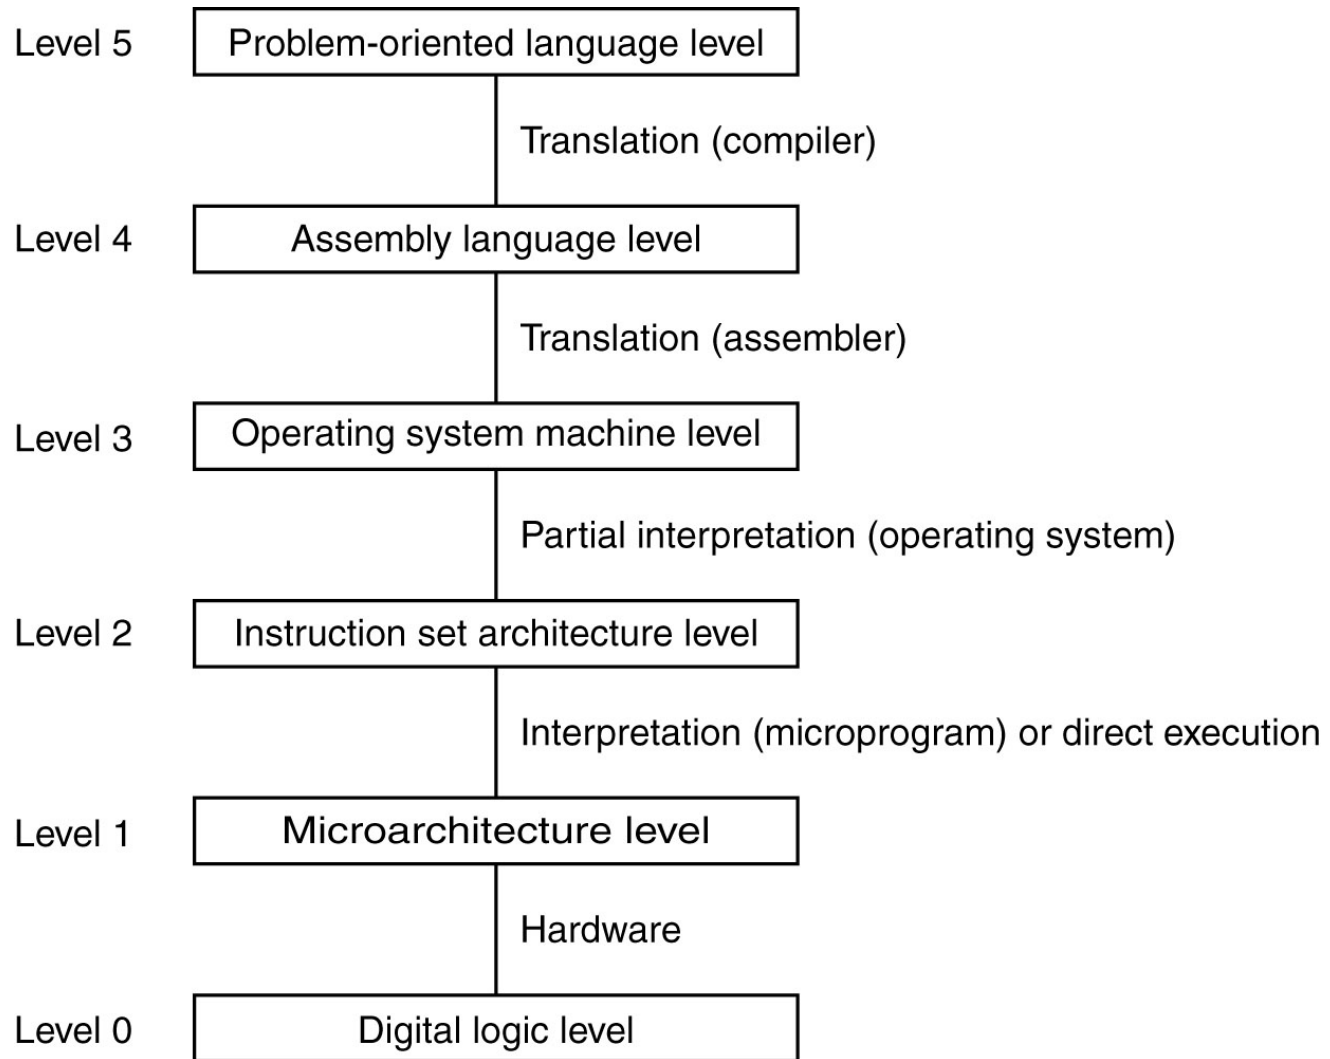 Level 5 Problem-oriented language level
Translation (compiler)
Level 4 Assembly language level
Translation (assembler)
Level 3 Operating system machine level
Partial interpretation (operating system)
Level 2 Instruction set architecture level
Interpretation (microprogram) or direct execution
Level 1 Microarchitecture level
Hardware
Level 0 Digital logic level